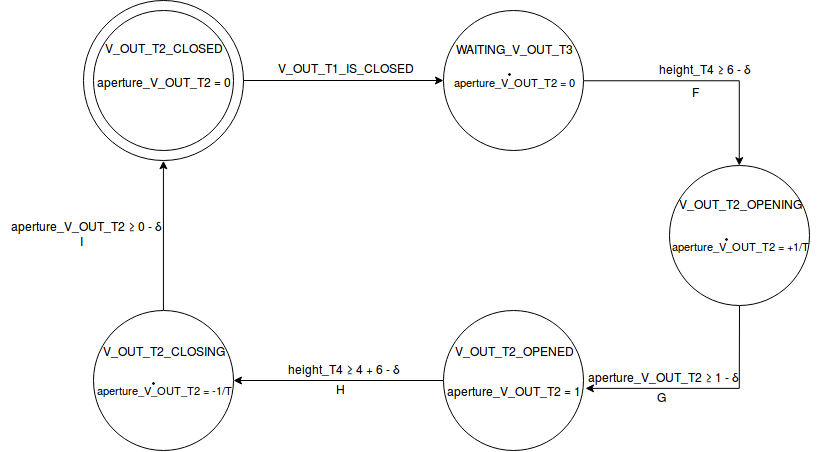 V_OUT_T2_CLOSED
aperture_V_OUT_T2 = 0
V_OUT_T1_IS_CLOSED
WAITING_V_OUT_T3
aperture_V̇_OUT_T2 = 0
height_T4 ≥ 6 - δ
F
V_OUT_T2_OPENING
aperture_V̇_OUT_T2 = +1/T
aperture_V_OUT_T2 ≥ 1 - δ
G
V_OUT_T2_OPENED
aperture_V_OUT_T2 = 1
height_T4 ≥ 4 + 6 - δ
H
V_OUT_T2_CLOSING
aperture_V̇_OUT_T2 = -1/T
aperture_V_OUT_T2 ≥ 0 - δ
I